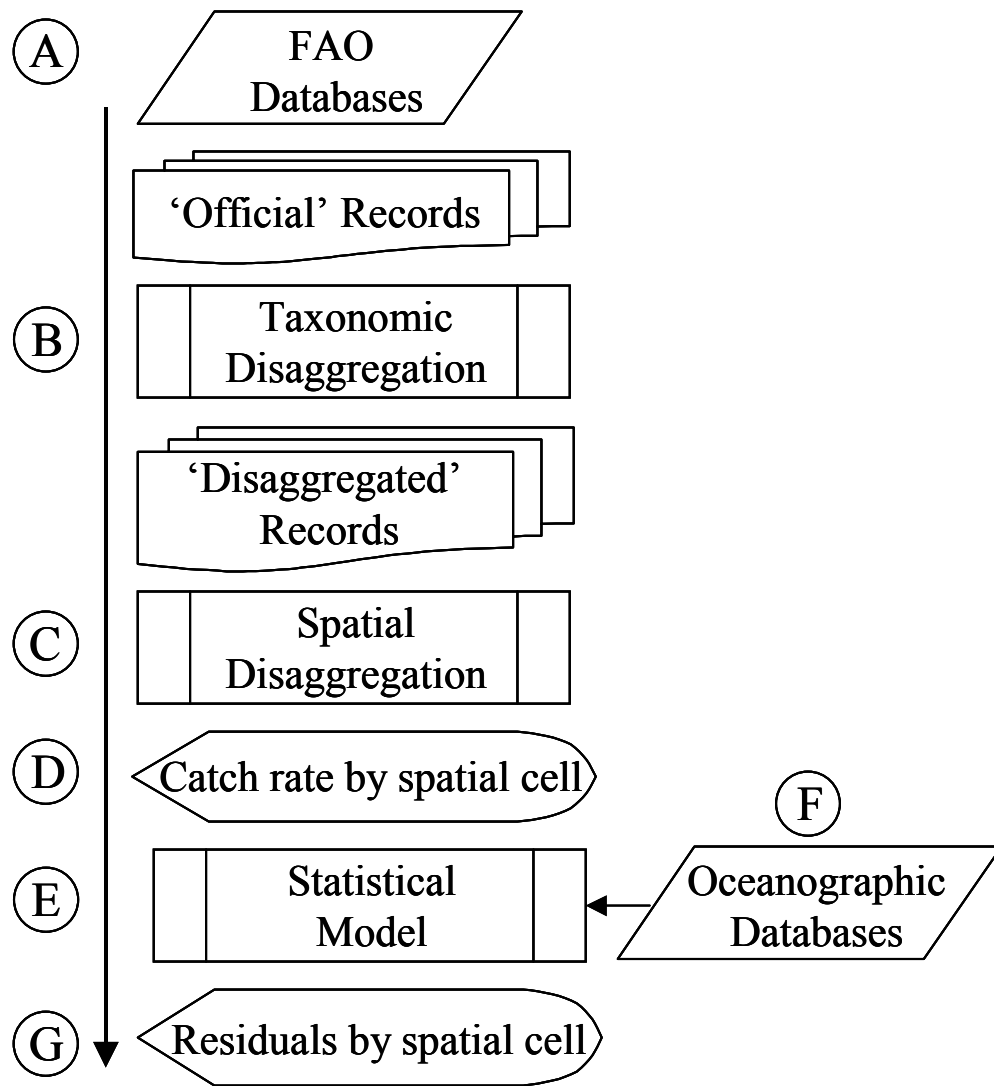 A
FAO
Databases
‘Official’ Records
B
Taxonomic
Disaggregation
‘Disaggregated’
Records
C
Spatial
Disaggregation
D
Catch rate by spatial cell
F
E
Statistical
Model
Oceanographic
Databases
G
Residuals by spatial cell